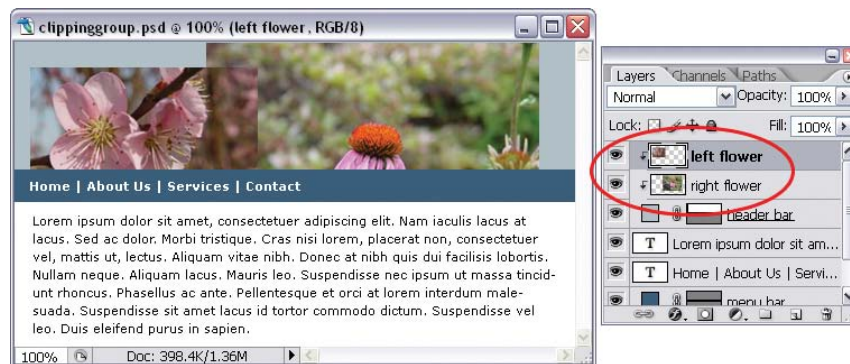 clippinggroup.psd @ 100% (left flower, RGB/8)
Home | About Us | Services | Contact
Lorem ipsum dolor sit amet, consectetuer adipiscing elit. Nam iaculis lacus at
lacus. Sed ac dolor. Morbi tristique. Cras nisi lorem, placerat non, consectetuer
vel, mattis ut, lectus. Aliquam vitae nibh. Donec at nibh quis dui facilisis lobortis.
Nullam neque. Aliquam lacus. Mauris leo. Suspendisse nec ipsum ut massa tincid-
unt rhoncus. Phasellus ac ante. Pellentesque et orci at lorem interdum male-
suada. Suspendisse sit amet lacus id tortor commodo dictum. Suspendisse vel
leo. Duis eleifend purus in sapien.
100% Doc: 398.4K/1.36M
Layers Channels Paths
Normal Opacity: 100%
Lock: Fill: 100%
left flower
right flower
header bar
T Lorem ipsum dolor sit am...
T Home | About Us | Servi...
menu bar